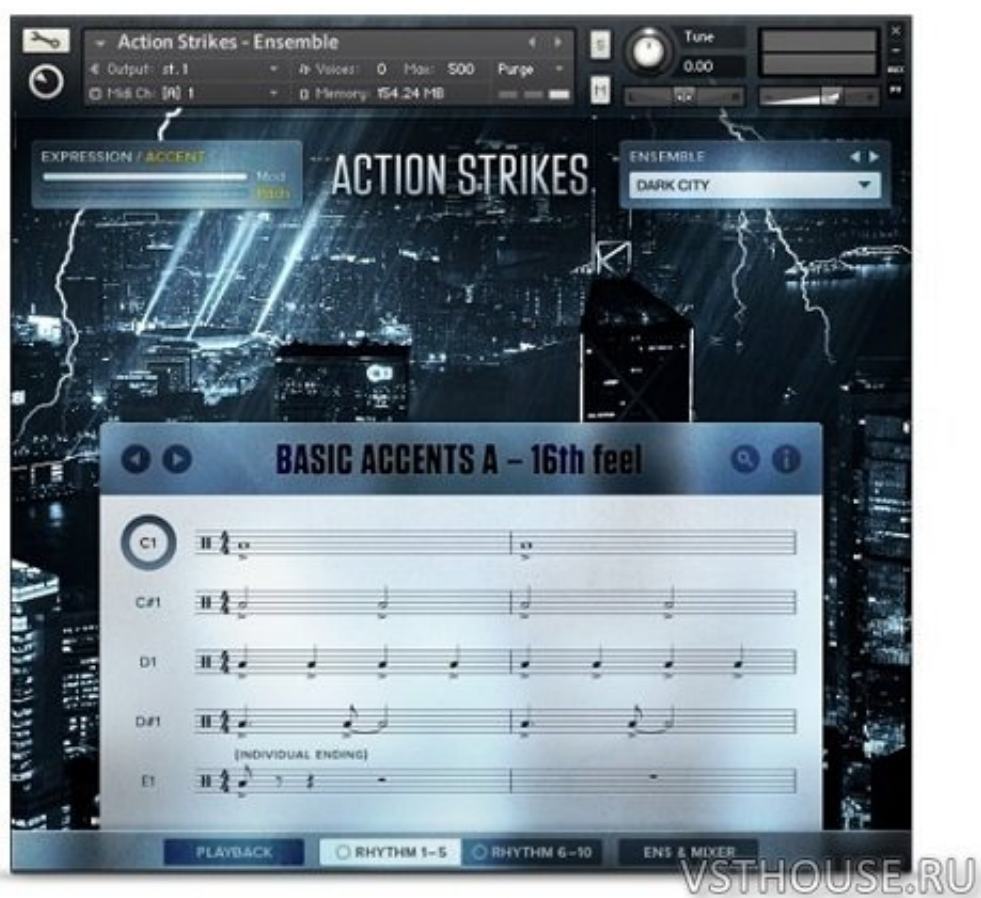 Action Strikes - Ensemble
Output: st.1
Voices: 0 Max: 500
Purge
Midi Ch: [A] 1
Memory: 154.24 MB
S
M
Tune
0.00
EXPRESSION / ACCENT
Mod
Pitch
ACTION STRIKES
ENSEMBLE
DARK CITY
BASIC ACCENTS A – 16th feel
C1
C#1
D1
D#1
(INDIVIDUAL ENDING)
E1
PLAYBACK
RHYTHM 1–5
RHYTHM 6–10
ENS & MIXER
VSTHOUSE.RU